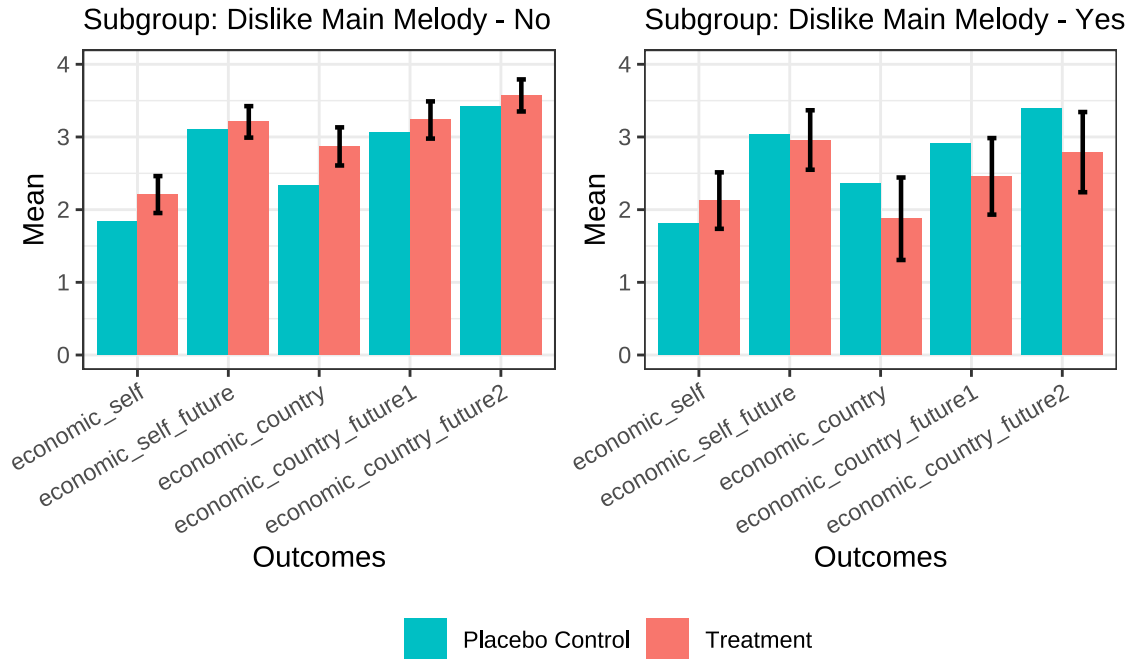 Subgroup: Dislike Main Melody - No
Mean
4
3
2
1
0
economic_self
economic_self_future
economic_country
economic_country_future1
economic_country_future2
Outcomes
Subgroup: Dislike Main Melody - Yes
Mean
4
3
2
1
0
economic_self
economic_self_future
economic_country
economic_country_future1
economic_country_future2
Outcomes
Placebo Control
Treatment